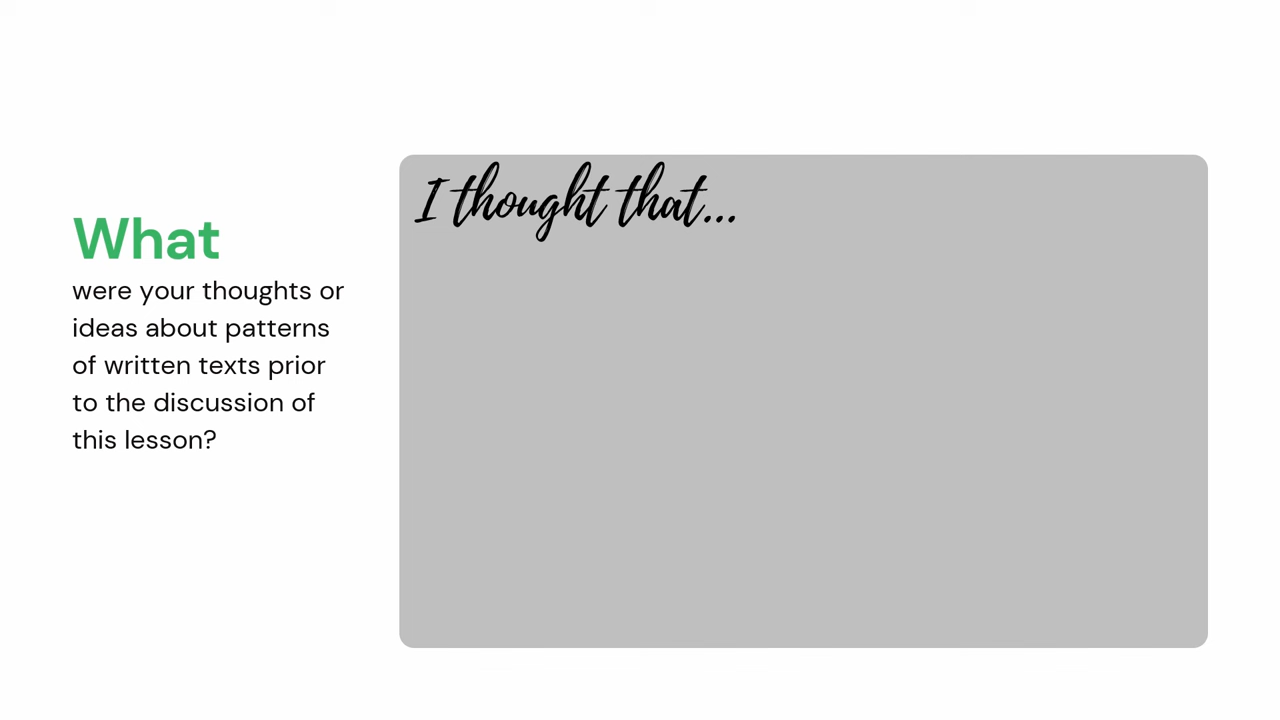 What
were your thoughts or
ideas about patterns
of written texts prior
to the discussion of
this lesson?
I thought that...